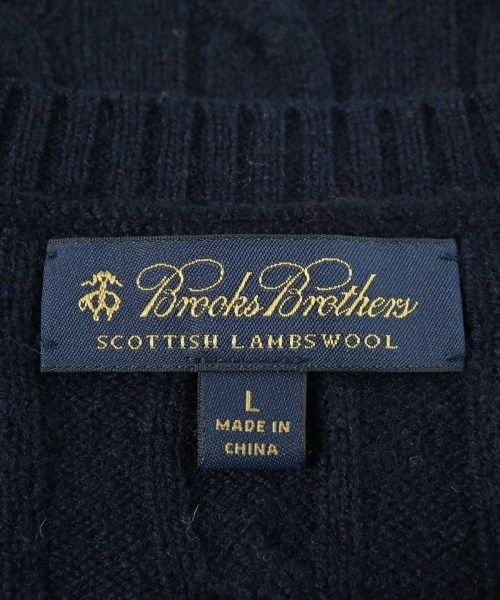 Brooks Brothers
SCOTTISH LAMBSWOOL
L
MADE IN
CHINA